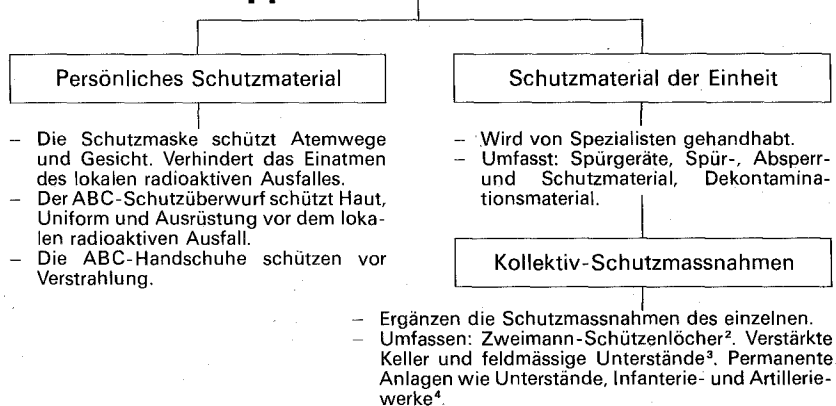 Persönliches Schutzmaterial
– Die Schutzmaske schützt Atemwege
und Gesicht. Verhindert das Einatmen
des lokalen radioaktiven Ausfalles.
– Der ABC-Schutzüberwurf schützt Haut,
Uniform und Ausrüstung vor dem loka-
len radioaktiven Ausfall.
– Die ABC-Handschuhe schützen vor
Verstrahlung.
Schutzmaterial der Einheit
– Wird von Spezialisten gehandhabt.
– Umfasst: Spürgeräte, Spür-, Absperr-
und Schutzmaterial, Dekontamina-
tionsmaterial.
Kollektiv-Schutzmassnahmen
– Ergänzen die Schutzmassnahmen des einzelnen.
– Umfassen: Zweimann-Schützenlöcher². Verstärkte
Keller und feldmässige Unterstände³. Permanente
Anlagen wie Unterstände, Infanterie- und Artillerie-
werke⁴.